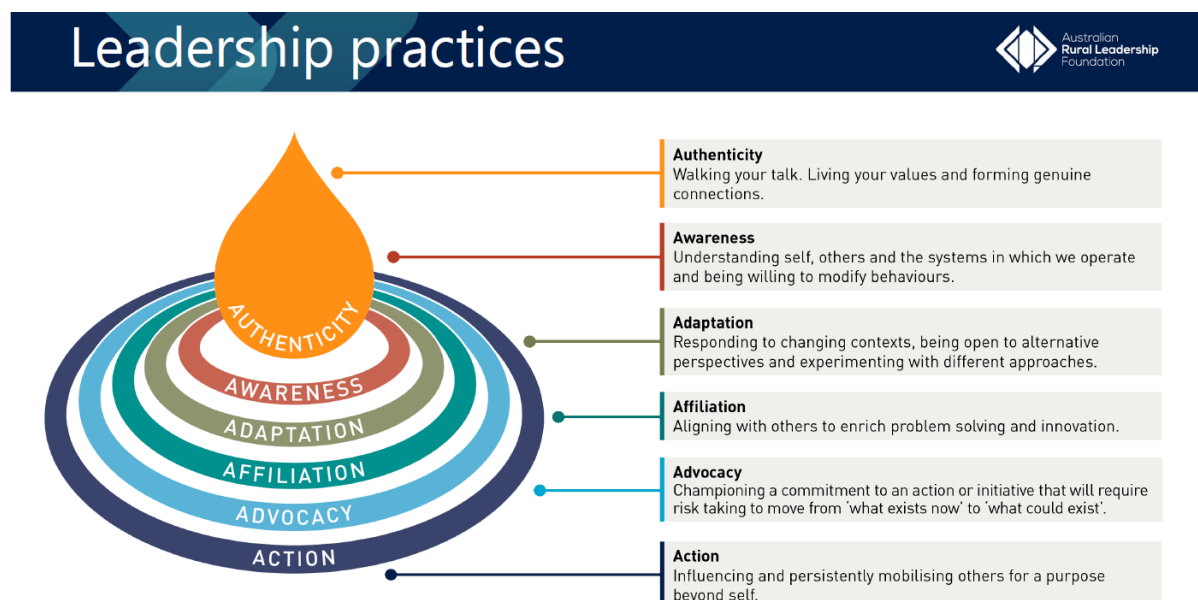 Leadership practices
Australian
Rural Leadership
Foundation
AUTHENTICITY
AWARENESS
ADAPTATION
AFFILIATION
ADVOCACY
ACTION
Authenticity
Walking your talk. Living your values and forming genuine
connections.
Awareness
Understanding self, others and the systems in which we operate
and being willing to modify behaviours.
Adaptation
Responding to changing contexts, being open to alternative
perspectives and experimenting with different approaches.
Affiliation
Aligning with others to enrich problem solving and innovation.
Advocacy
Championing a commitment to an action or initiative that will require
risk taking to move from ‘what exists now’ to ‘what could exist’.
Action
Influencing and persistently mobilising others for a purpose
beyond self.